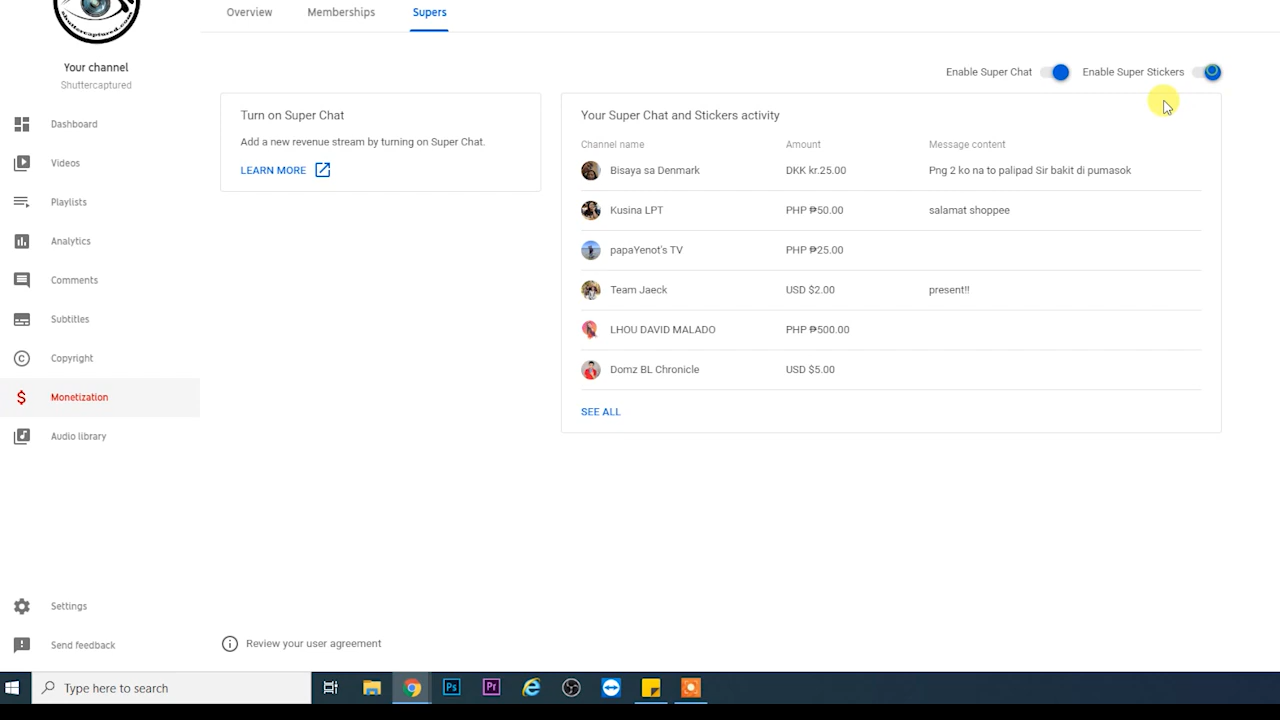 Overview Memberships Supers
shuttercaptured.com
Your channel
Shuttercaptured
Enable Super Chat Enable Super Stickers
Dashboard
Videos
Playlists
Analytics
Comments
Subtitles
Copyright
Monetization
Audio library
Settings
Send feedback
Turn on Super Chat
Add a new revenue stream by turning on Super Chat.
LEARN MORE
Your Super Chat and Stickers activity
Channel name Amount Message content
Bisaya sa Denmark DKK kr.25.00 Png 2 ko na to palipad Sir bakit di pumasok
Kusina LPT PHP ₱50.00 salamat shoppee
papaYenot's TV PHP ₱25.00
Team Jaeck USD $2.00 present!!
LHOU DAVID MALADO PHP ₱500.00
Domz BL Chronicle USD $5.00
SEE ALL
Review your user agreement
Type here to search
Ps Pr